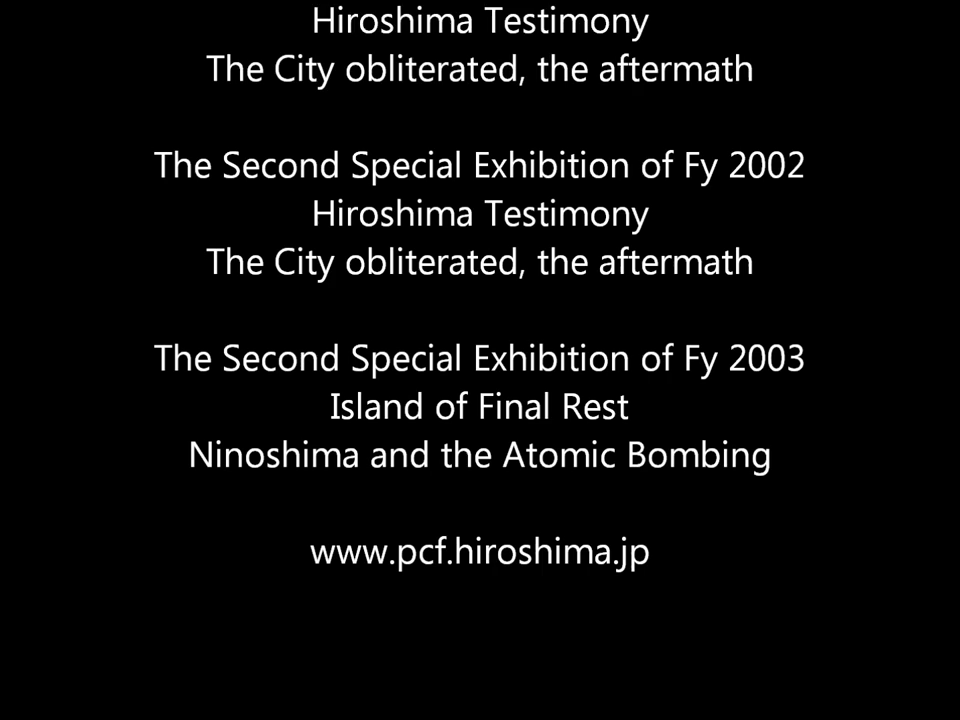 Hiroshima Testimony
The City obliterated, the aftermath
The Second Special Exhibition of Fy 2002
Hiroshima Testimony
The City obliterated, the aftermath
The Second Special Exhibition of Fy 2003
Island of Final Rest
Ninoshima and the Atomic Bombing
www.pcf.hiroshima.jp